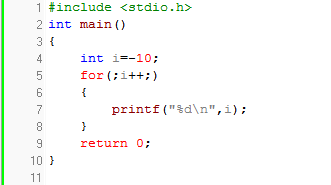 1 #include <stdio.h>
2 int main()
3 {
4     int i=-10;
5     for(;i++;)
6     {
7         printf("%d\n",i);
8     }
9     return 0;
10 }
11